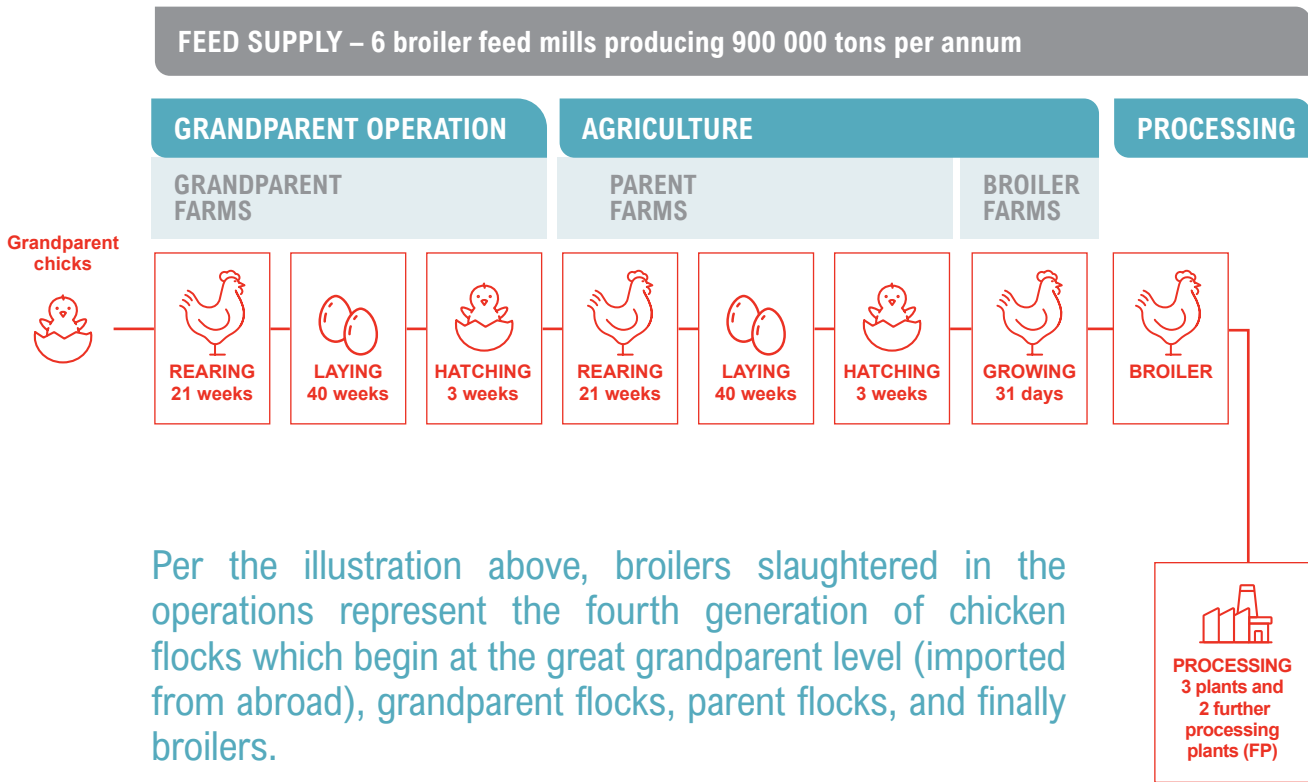 FEED SUPPLY – 6 broiler feed mills producing 900 000 tons per annum
GRANDPARENT OPERATION
AGRICULTURE
PROCESSING
GRANDPARENT
FARMS
PARENT
FARMS
BROILER
FARMS
Grandparent
chicks
REARING
21 weeks
LAYING
40 weeks
HATCHING
3 weeks
REARING
21 weeks
LAYING
40 weeks
HATCHING
3 weeks
GROWING
31 days
BROILER
Per the illustration above, broilers slaughtered in the
operations represent the fourth generation of chicken
flocks which begin at the great grandparent level (imported
from abroad), grandparent flocks, parent flocks, and finally
broilers.
PROCESSING
3 plants and
2 further
processing
plants (FP)